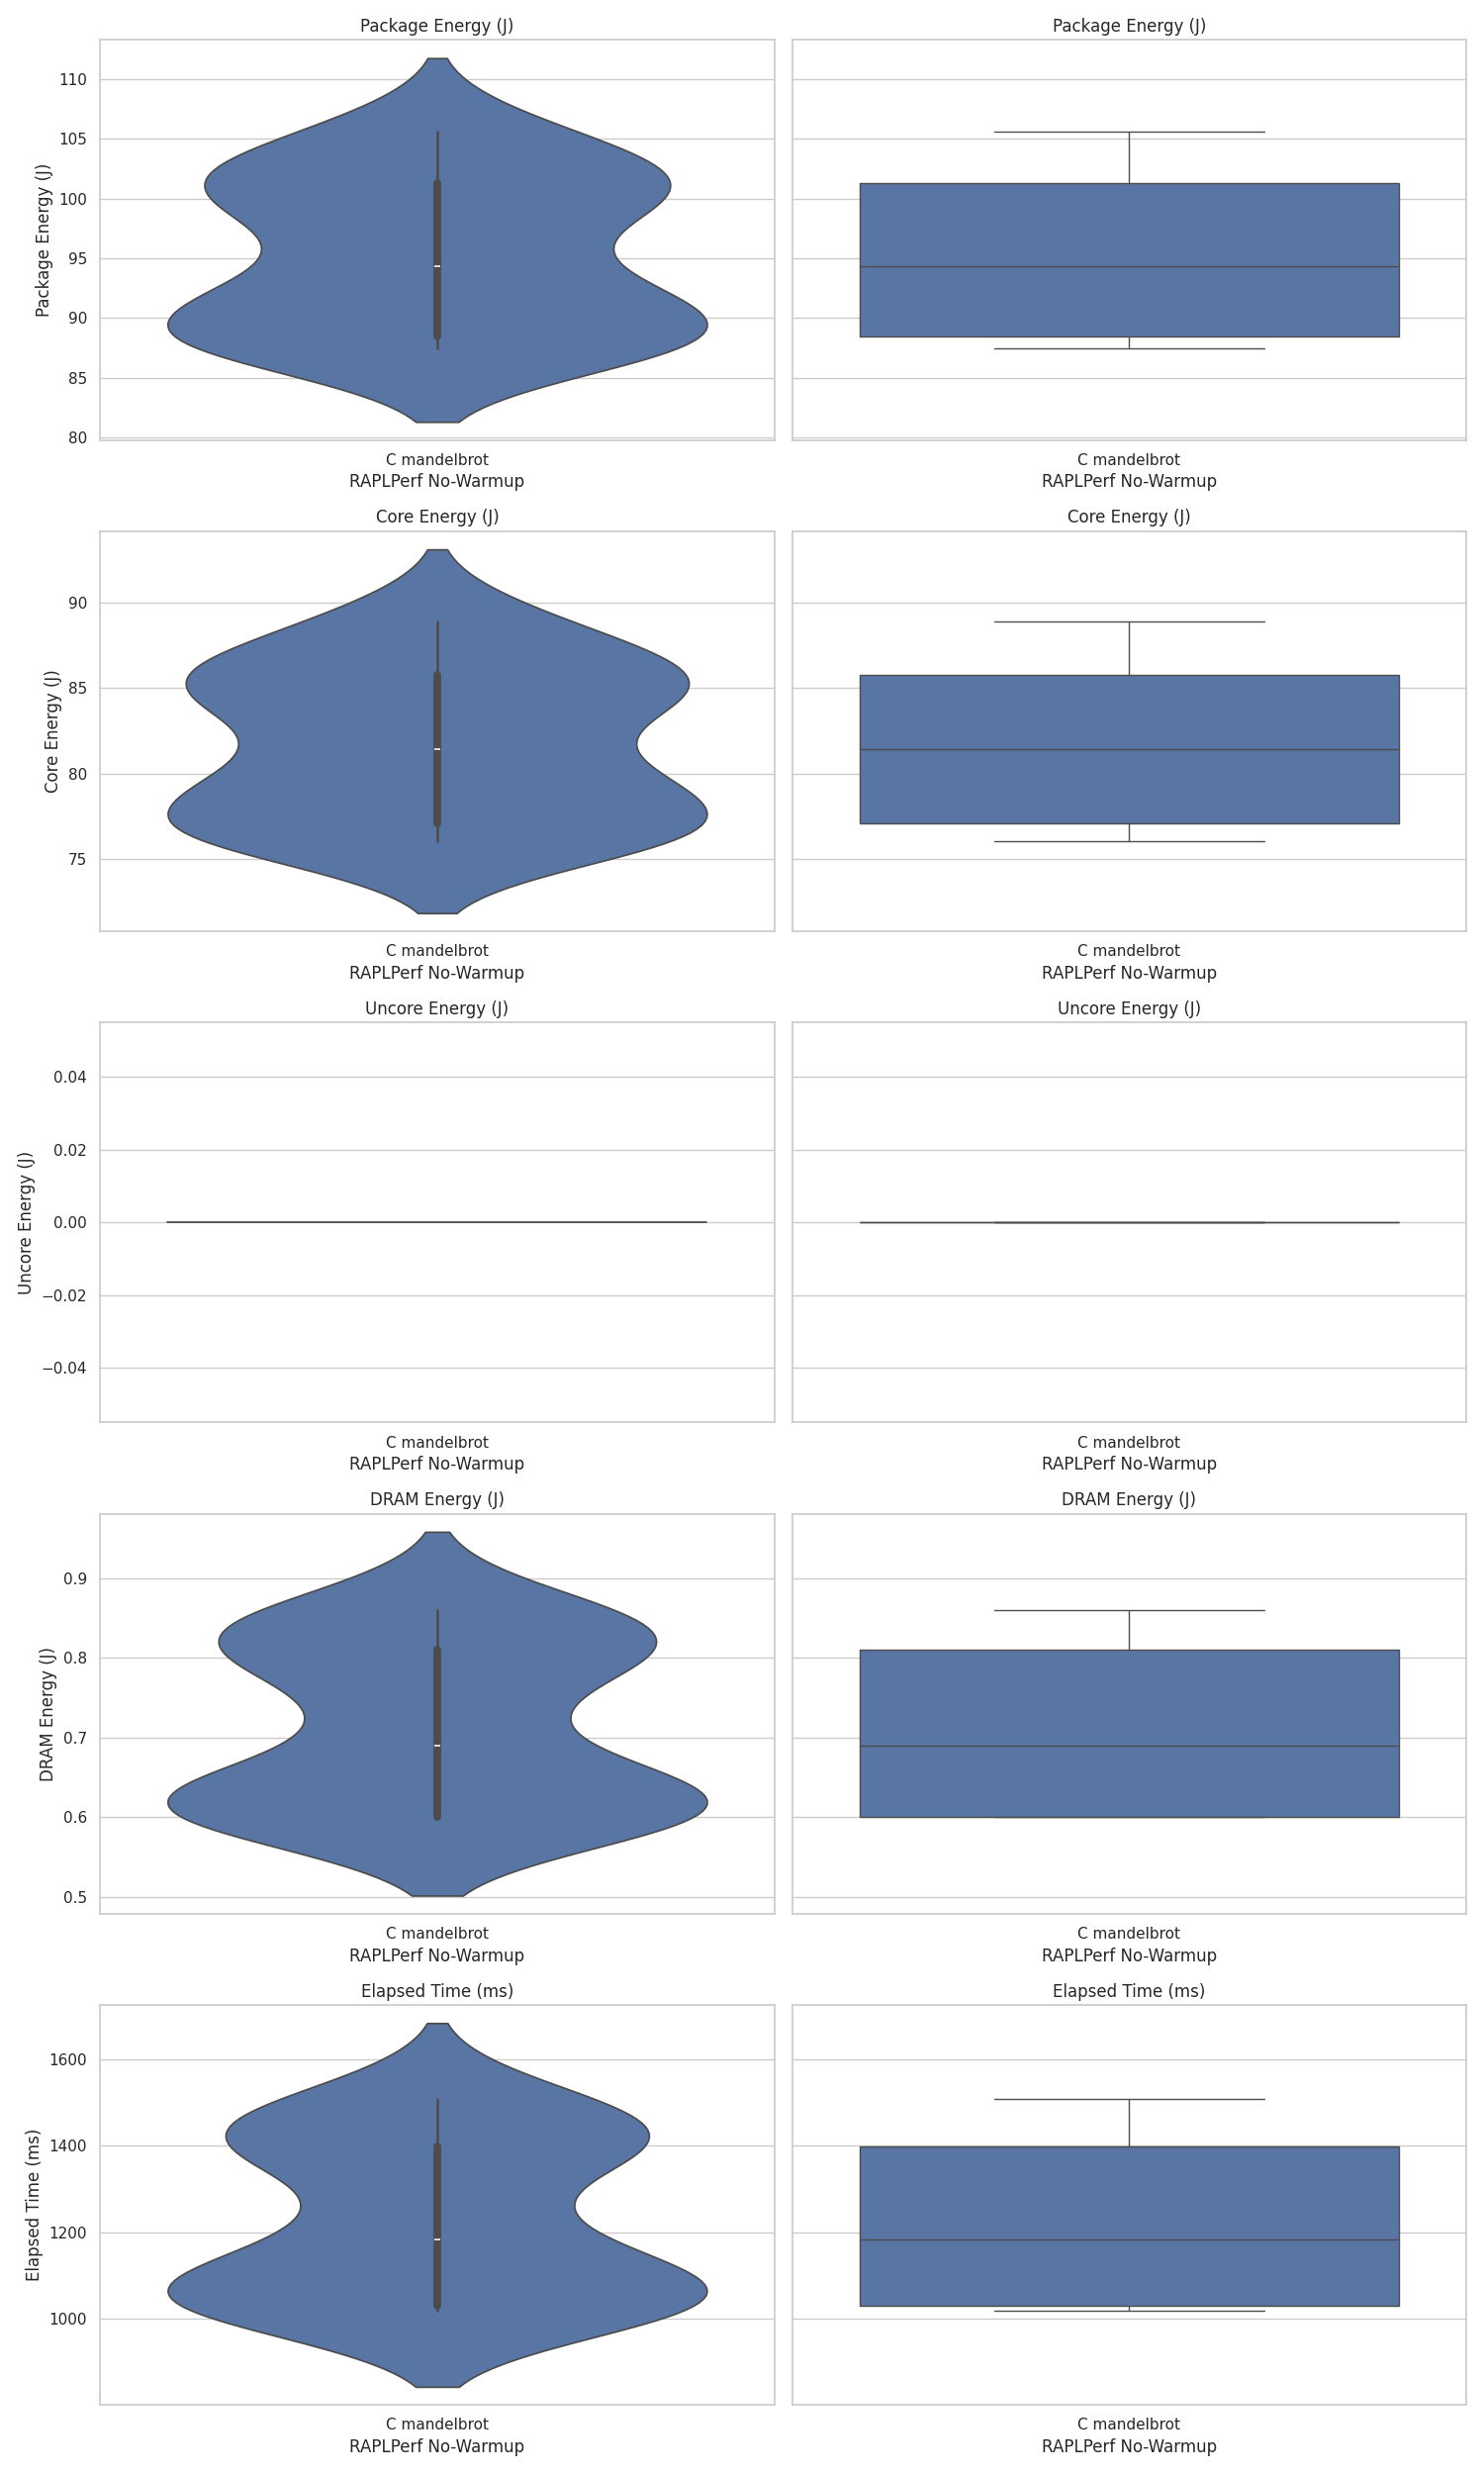 Package Energy (J)
Package Energy (J)
Package Energy (J)
110
105
100
95
90
85
80
C mandelbrot
C mandelbrot
RAPLPerf No-Warmup
RAPLPerf No-Warmup
Core Energy (J)
Core Energy (J)
Core Energy (J)
90
85
80
75
C mandelbrot
C mandelbrot
RAPLPerf No-Warmup
RAPLPerf No-Warmup
Uncore Energy (J)
Uncore Energy (J)
Uncore Energy (J)
0.04
0.02
0.00
−0.02
−0.04
C mandelbrot
C mandelbrot
RAPLPerf No-Warmup
RAPLPerf No-Warmup
DRAM Energy (J)
DRAM Energy (J)
DRAM Energy (J)
0.9
0.8
0.7
0.6
0.5
C mandelbrot
C mandelbrot
RAPLPerf No-Warmup
RAPLPerf No-Warmup
Elapsed Time (ms)
Elapsed Time (ms)
Elapsed Time (ms)
1600
1400
1200
1000
C mandelbrot
C mandelbrot
RAPLPerf No-Warmup
RAPLPerf No-Warmup